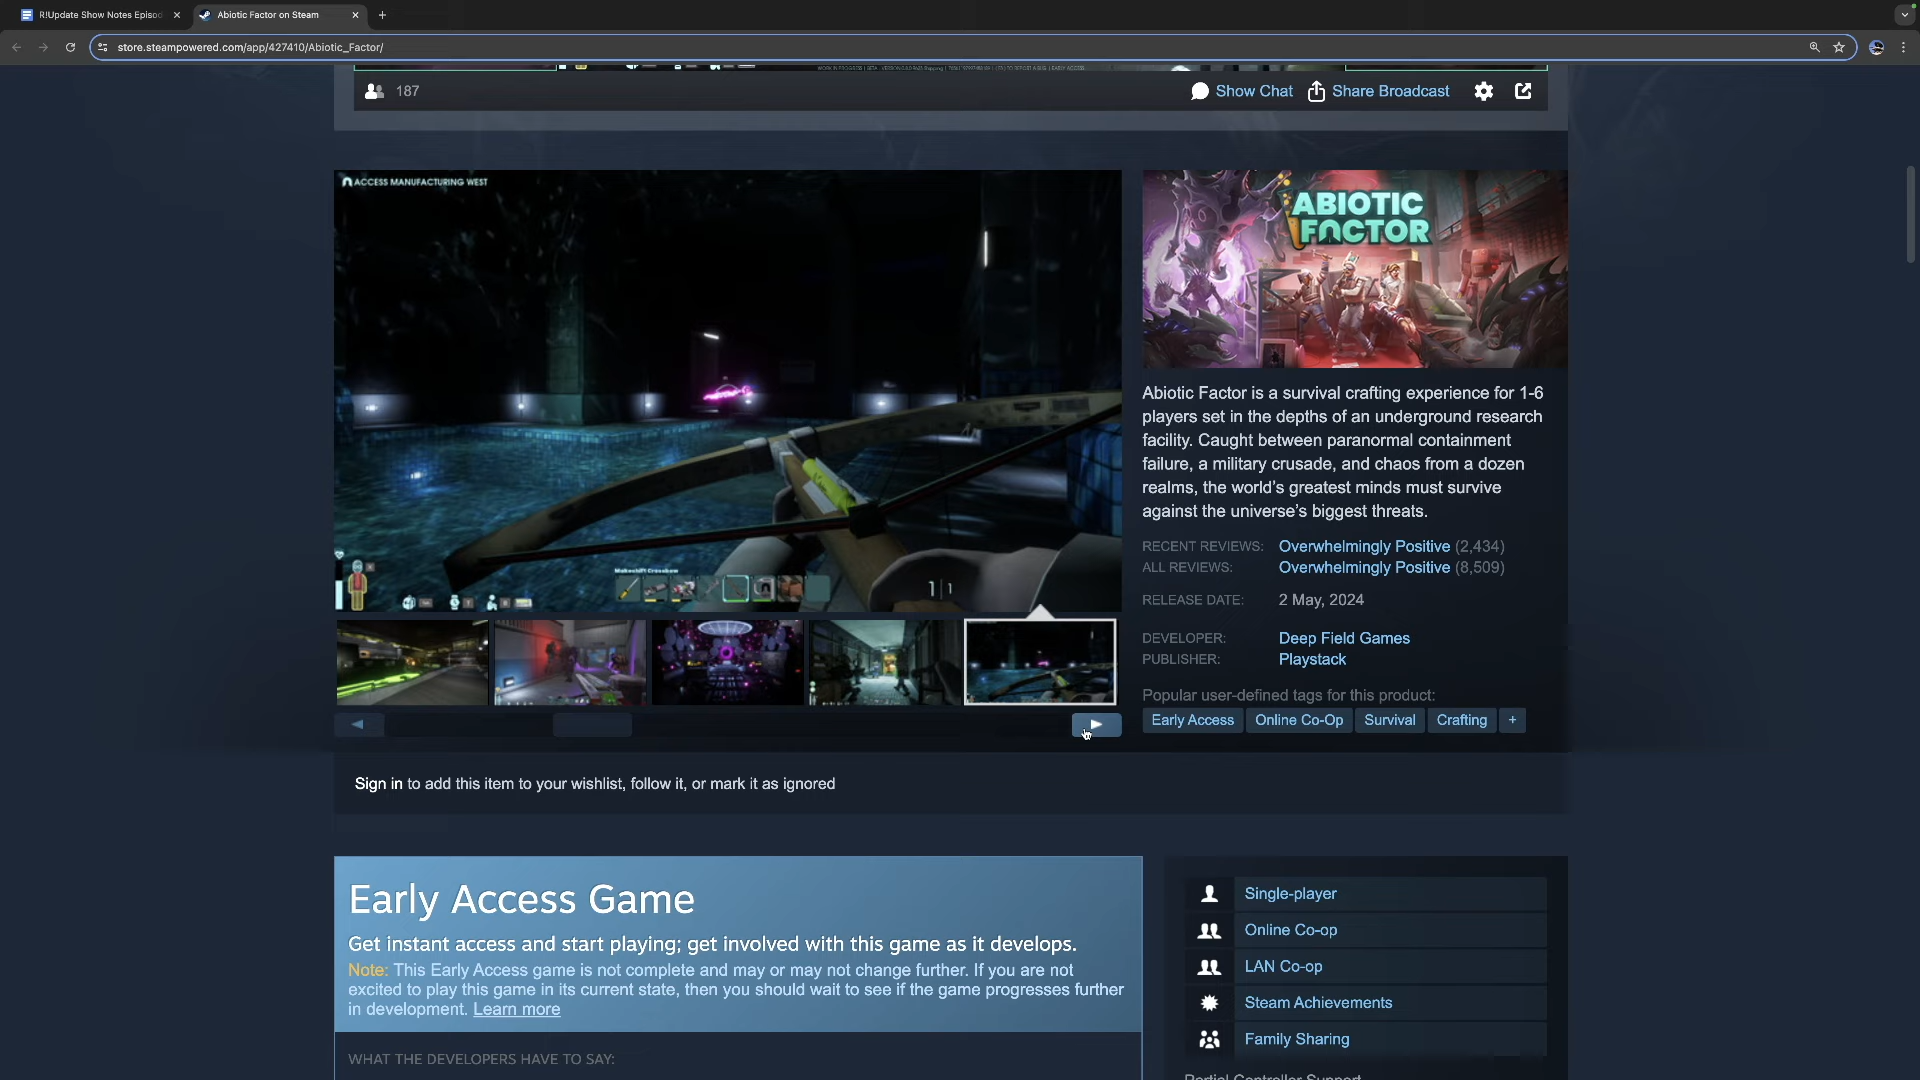 R!Update Show Notes Episod
Abiotic Factor on Steam
store.steampowered.com/app/427410/Abiotic_Factor/
187
Show Chat
Share Broadcast
ACCESS MANUFACTURING WEST
Makeshift Crossbow
1|1
ABIOTIC
FACTOR
Abiotic Factor is a survival crafting experience for 1-6
players set in the depths of an underground research
facility. Caught between paranormal containment
failure, a military crusade, and chaos from a dozen
realms, the world's greatest minds must survive
against the universe's biggest threats.
RECENT REVIEWS: Overwhelmingly Positive (2,434)
ALL REVIEWS: Overwhelmingly Positive (8,509)
RELEASE DATE: 2 May, 2024
DEVELOPER: Deep Field Games
PUBLISHER: Playstack
Popular user-defined tags for this product:
Early Access Online Co-Op Survival Crafting +
Sign in to add this item to your wishlist, follow it, or mark it as ignored
Early Access Game
Get instant access and start playing; get involved with this game as it develops.
Note: This Early Access game is not complete and may or may not change further. If you are not
excited to play this game in its current state, then you should wait to see if the game progresses further
in development. Learn more
WHAT THE DEVELOPERS HAVE TO SAY:
Single-player
Online Co-op
LAN Co-op
Steam Achievements
Family Sharing
Partial Controller Support